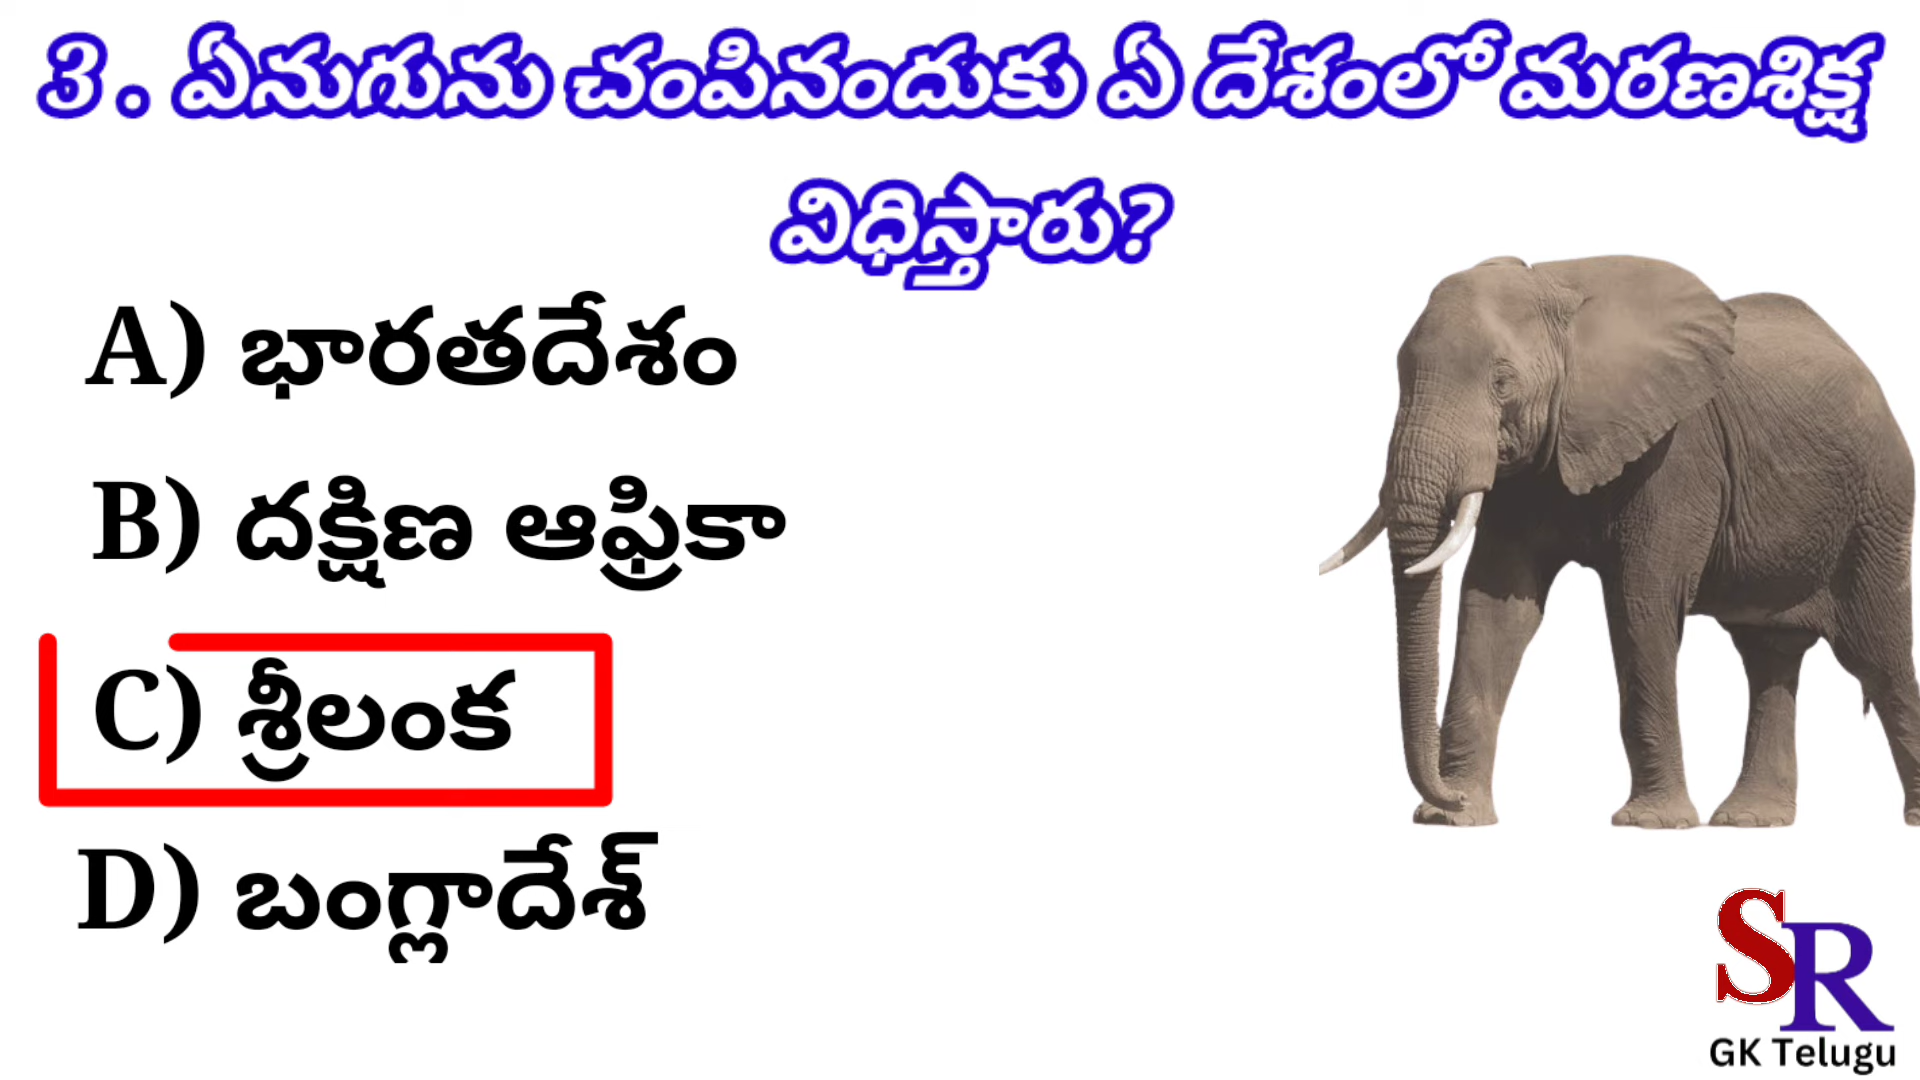 3. ఏనుగును చంపినందుకు ఏ దేశంలో మరణశిక్ష
విధిస్తారు?
A) భారతదేశం
B) దక్షిణ ఆఫ్రికా
C) శ్రీలంక
D) బంగ్లాదేశ్
SR
GK Telugu